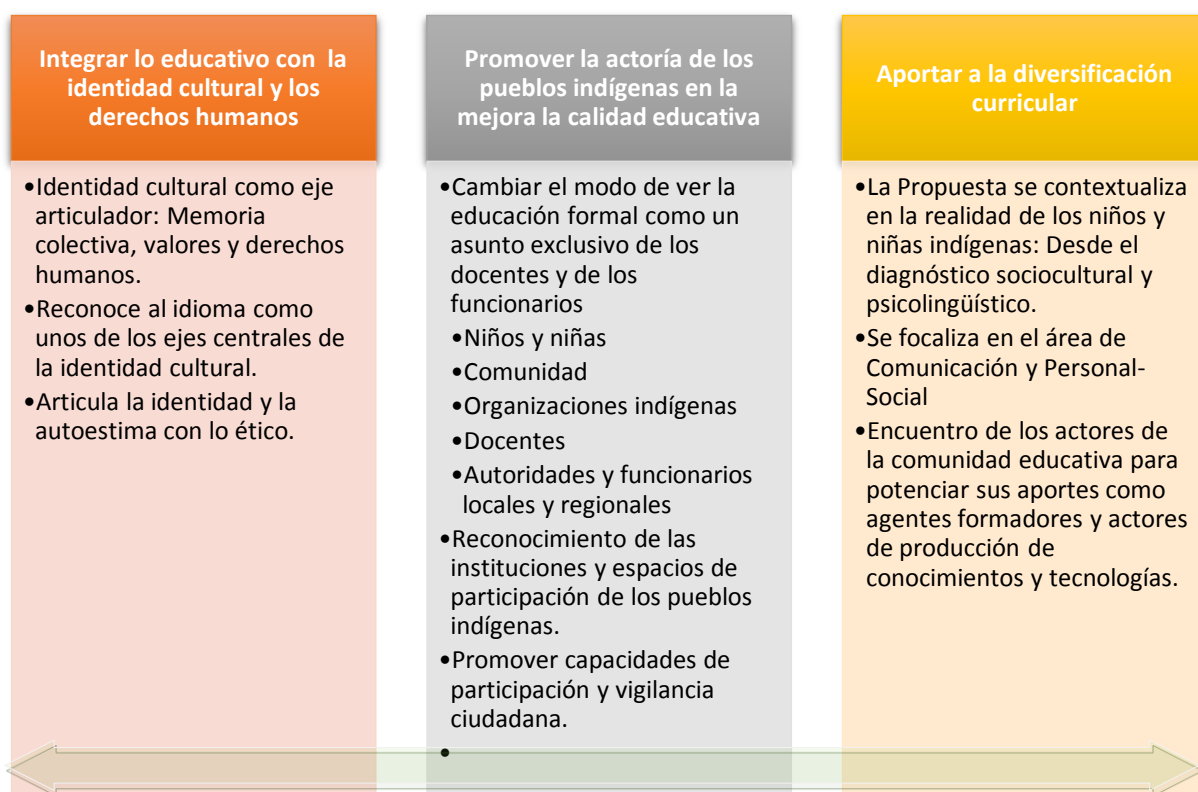 Integrar lo educativo con  la
identidad cultural y los
derechos humanos
•Identidad cultural como eje
articulador: Memoria
colectiva, valores y derechos
humanos.
•Reconoce al idioma como
unos de los ejes centrales de
la identidad cultural.
•Articula la identidad y la
autoestima con lo ético.
Promover la actoría de los
pueblos indígenas en la
mejora la calidad educativa
•Cambiar el modo de ver la
educación formal como un
asunto exclusivo de los
docentes y de los
funcionarios
•Niños y niñas
•Comunidad
•Organizaciones indígenas
•Docentes
•Autoridades y funcionarios
locales y regionales
•Reconocimiento de las
instituciones y espacios de
participación de los pueblos
indígenas.
•Promover capacidades de
participación y vigilancia
ciudadana.
•
Aportar a la diversificación
curricular
•La Propuesta se contextualiza
en la realidad de los niños y
niñas indígenas: Desde el
diagnóstico sociocultural y
psicolingüístico.
•Se focaliza en el área de
Comunicación y Personal-
Social
•Encuentro de los actores de
la comunidad educativa para
potenciar sus aportes como
agentes formadores y actores
de producción de
conocimientos y tecnologías.